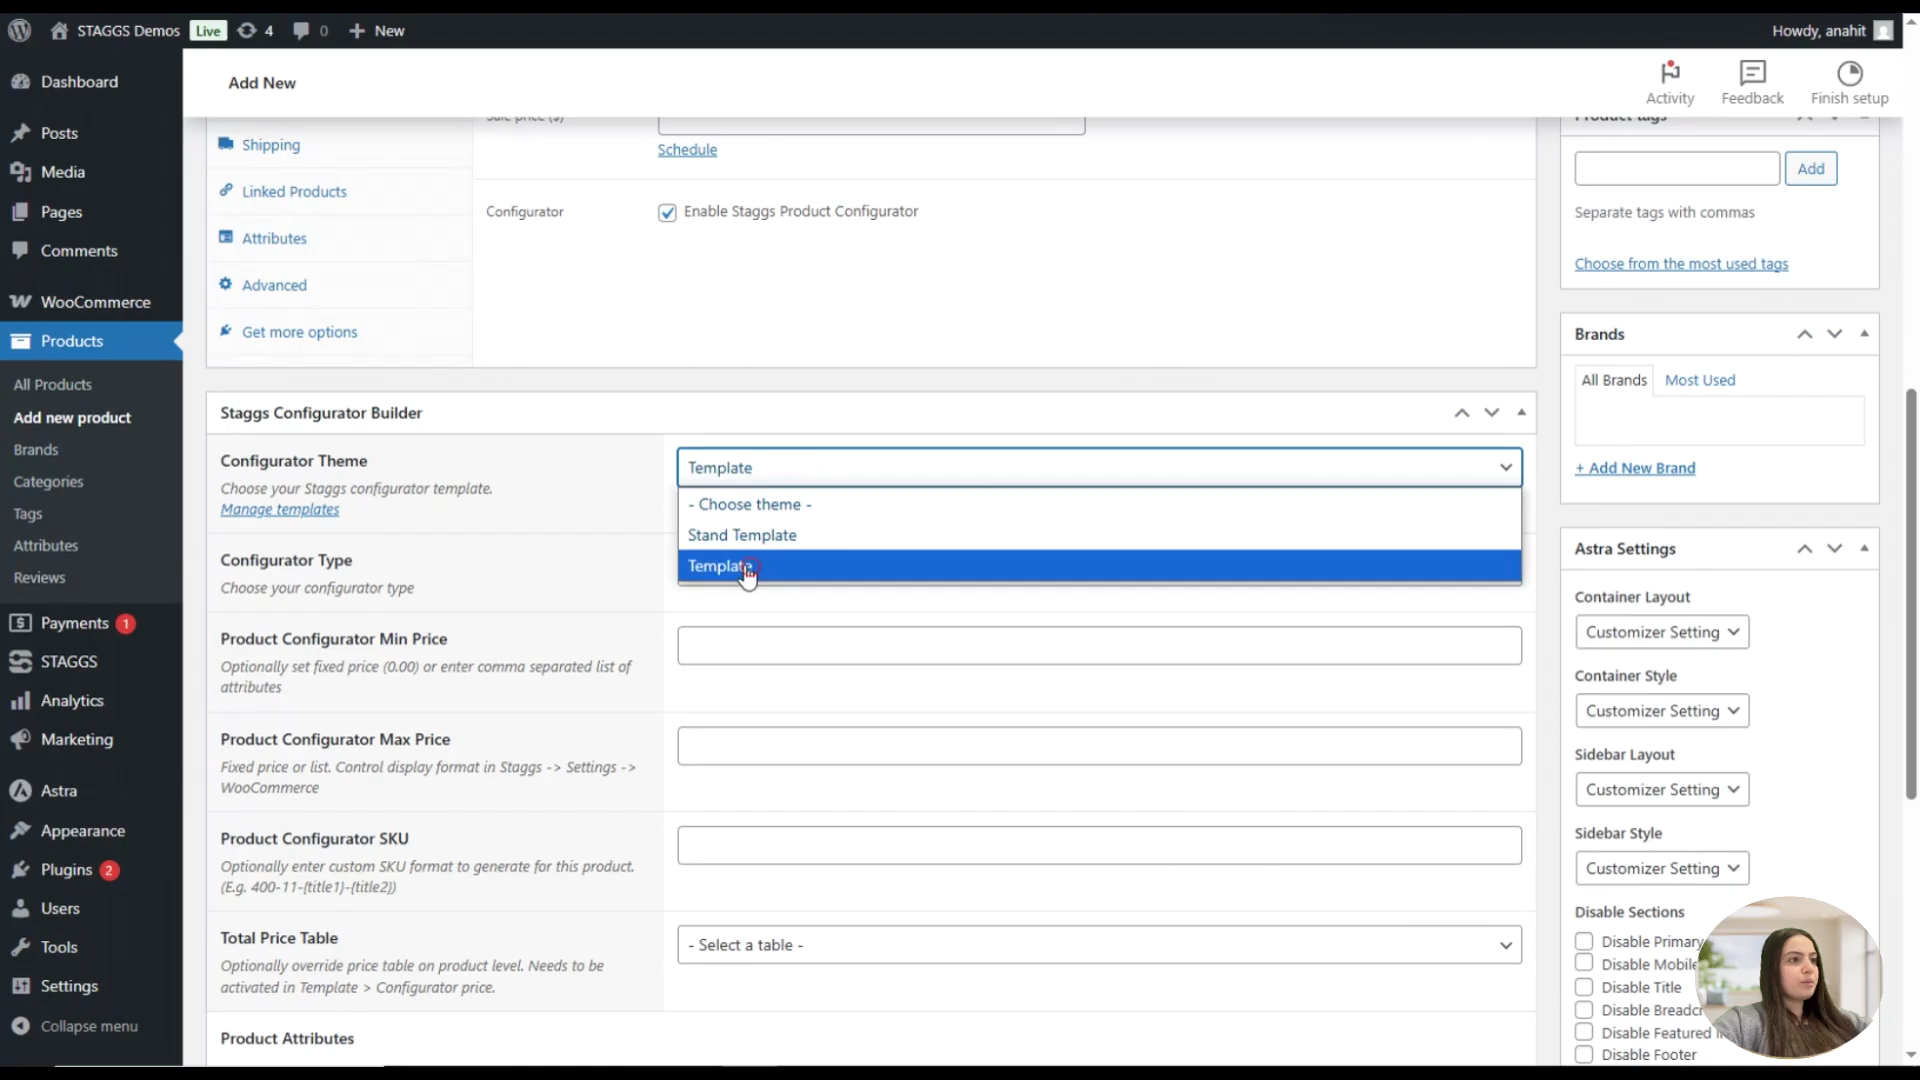 STAGGS Demos
Live
4
0
New
Howdy, anahit
Dashboard
Posts
Media
Pages
Comments
WooCommerce
Products
All Products
Add new product
Brands
Categories
Tags
Attributes
Reviews
Payments 1
STAGGS
Analytics
Marketing
Astra
Appearance
Plugins 2
Users
Tools
Settings
Collapse menu
Add New
Activity
Feedback
Finish setup
Shipping
Linked Products
Attributes
Advanced
Get more options
Sale price ($)
Schedule
Configurator
Enable Staggs Product Configurator
Staggs Configurator Builder
Configurator Theme
Choose your Staggs configurator template.
Manage templates
Template
- Choose theme -
Stand Template
Template
Configurator Type
Choose your configurator type
Product Configurator Min Price
Optionally set fixed price (0.00) or enter comma separated list of
attributes
Product Configurator Max Price
Fixed price or list. Control display format in Staggs -> Settings ->
WooCommerce
Product Configurator SKU
Optionally enter custom SKU format to generate for this product.
(E.g. 400-11-{title1}-{title2})
Total Price Table
Optionally override price table on product level. Needs to be
activated in Template > Configurator price.
- Select a table -
Product Attributes
Product tags
Add
Separate tags with commas
Choose from the most used tags
Brands
All Brands
Most Used
+ Add New Brand
Astra Settings
Container Layout
Customizer Setting
Container Style
Customizer Setting
Sidebar Layout
Customizer Setting
Sidebar Style
Customizer Setting
Disable Sections
Disable Primary
Disable Mobile
Disable Title
Disable Breadcr
Disable Featured
Disable Footer